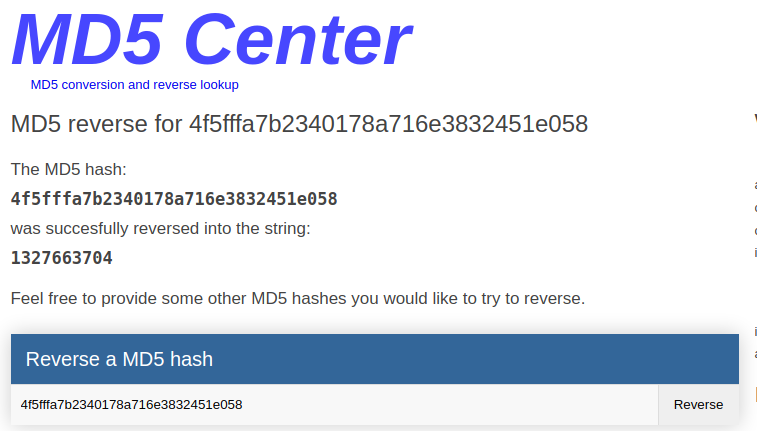 MD5 Center
MD5 conversion and reverse lookup
MD5 reverse for 4f5fffa7b2340178a716e3832451e058
The MD5 hash:
4f5fffa7b2340178a716e3832451e058
was succesfully reversed into the string:
1327663704
Feel free to provide some other MD5 hashes you would like to try to reverse.
Reverse a MD5 hash
4f5fffa7b2340178a716e3832451e058 Reverse